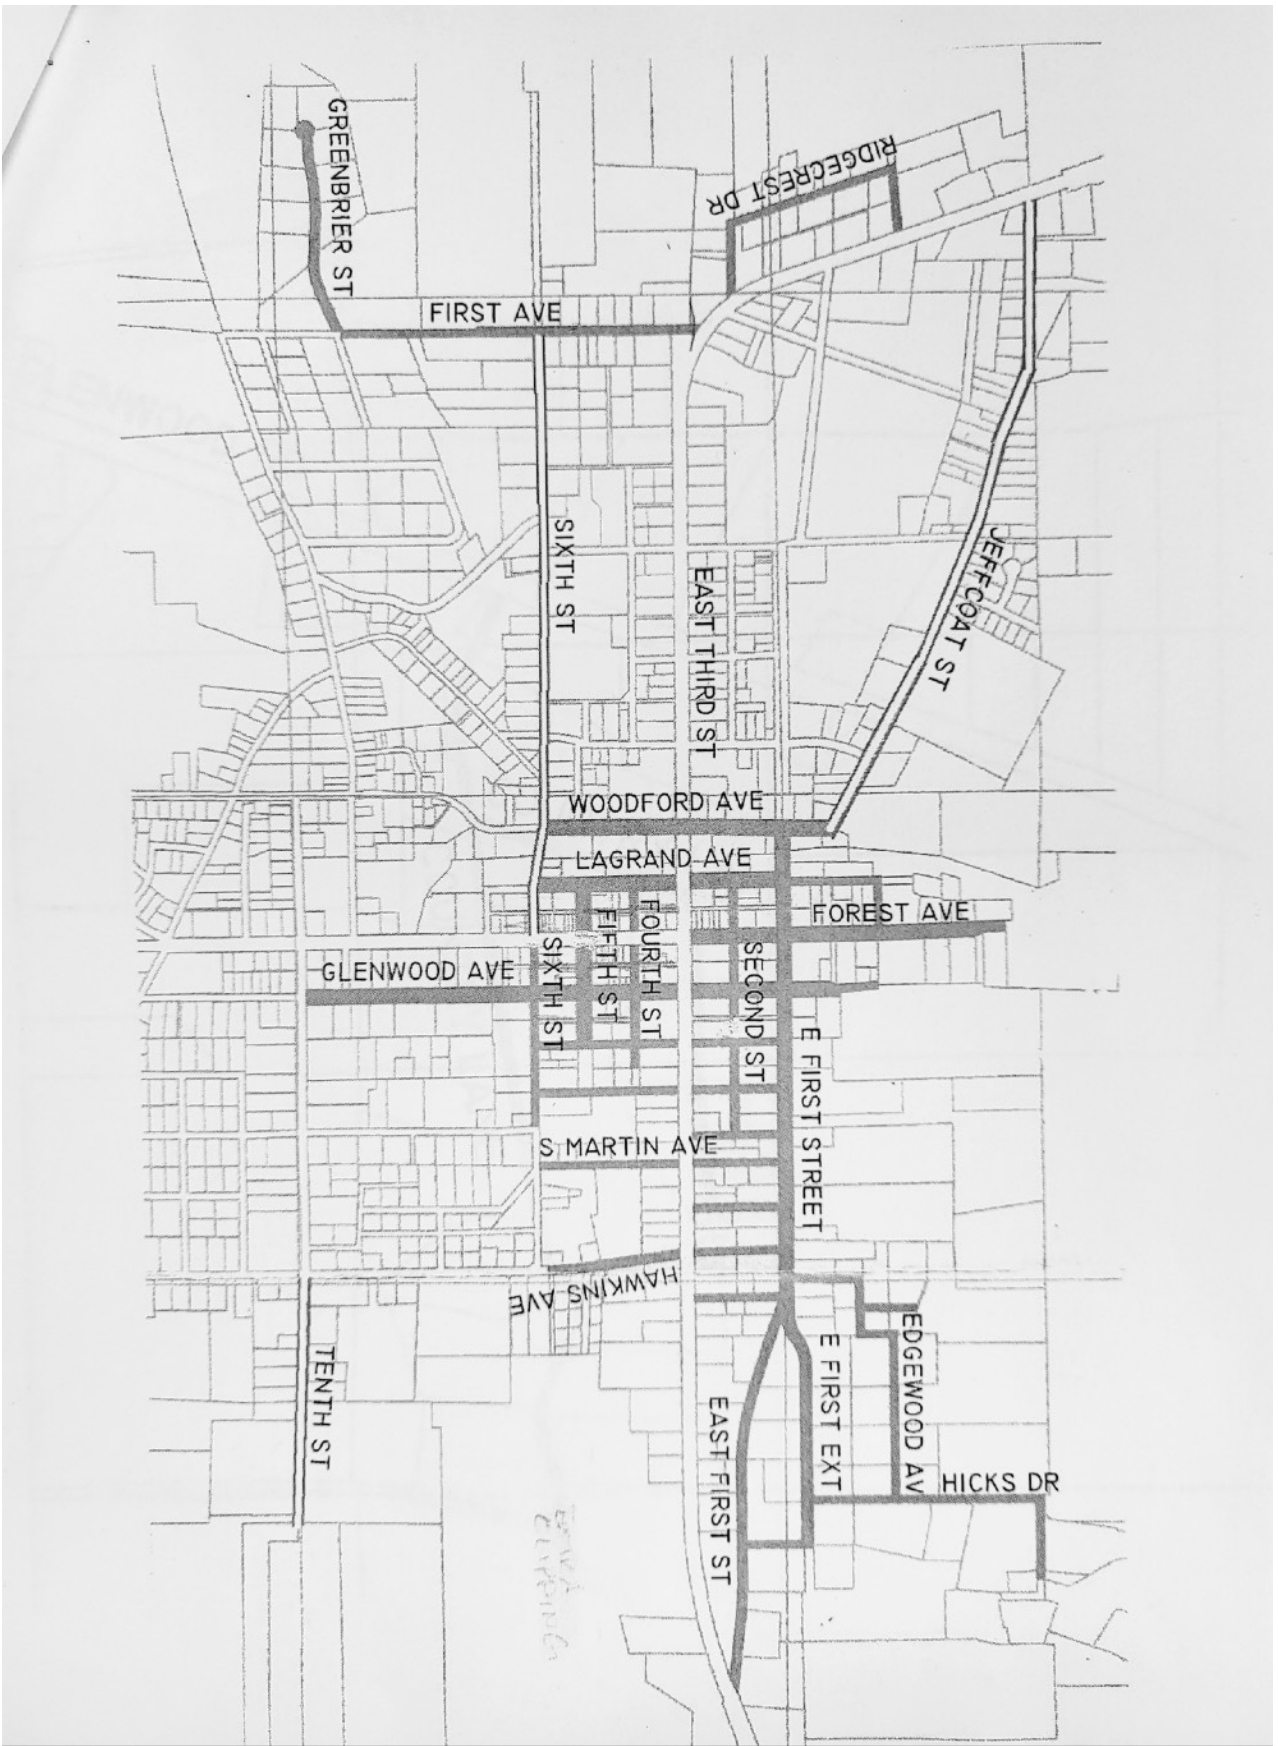 GREENBRIER ST
RIDGECREST DR
FIRST AVE
SIXTH ST
EAST THIRD ST
JEFFCOAT ST
WOODFORD AVE
LAGRAND AVE
FOREST AVE
FIFTH ST
FOURTH ST
GLENWOOD AVE
SIXTH ST
SECOND ST
E FIRST STREET
S MARTIN AVE
HAWKINS AVE
EDGEWOOD AV
E FIRST EXT
TENTH ST
EAST FIRST ST
HICKS DR